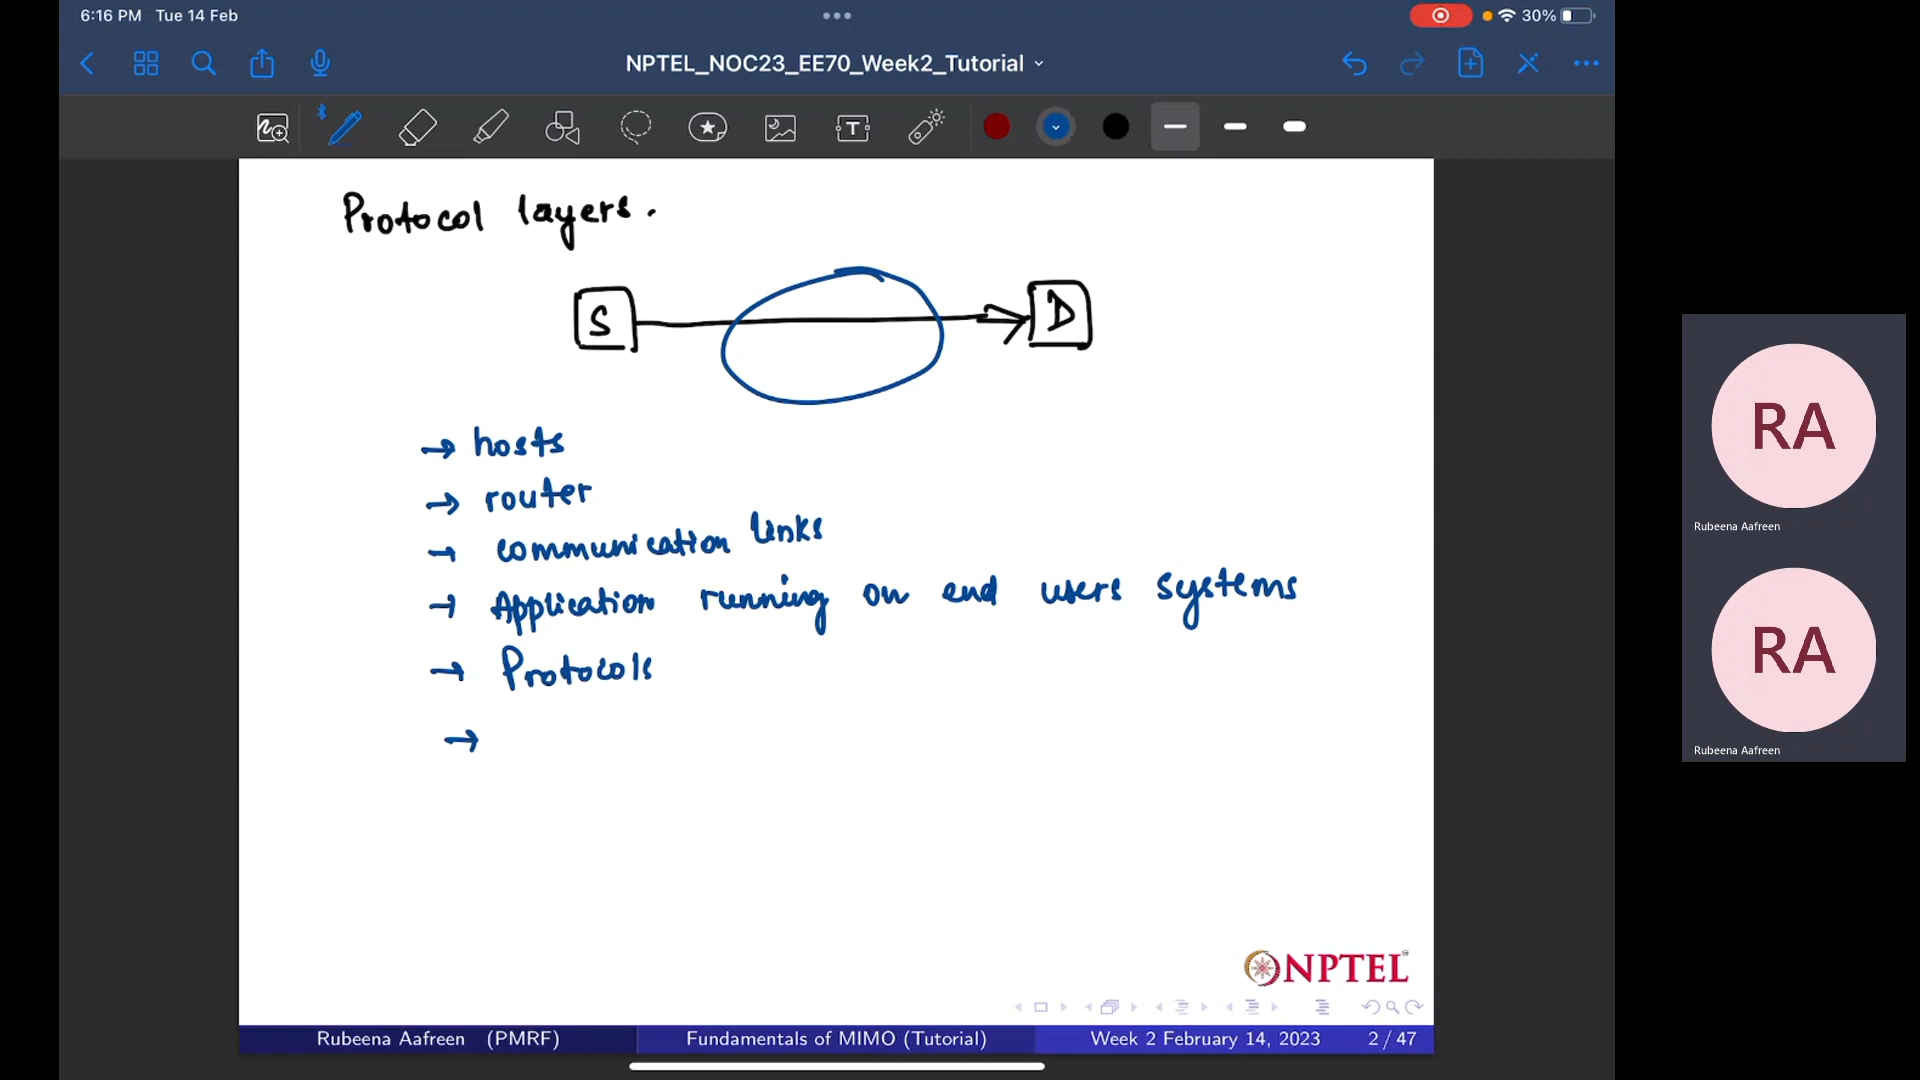 6:16 PM Tue 14 Feb
30%
NPTEL_NOC23_EE70_Week2_Tutorial
T
Protocol layers.
S D
→ hosts
→ router
→ communication links
→ Application running on end users systems
→ Protocols
→
NPTEL
Rubeena Aafreen (PMRF) Fundamentals of MIMO (Tutorial) Week 2 February 14, 2023 2 / 47
RA
Rubeena Aafreen
RA
Rubeena Aafreen